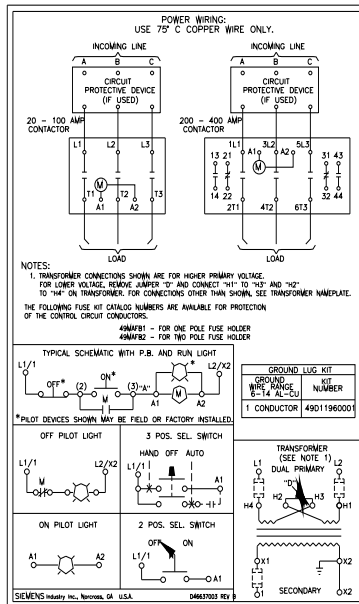 POWER WIRING:
USE 75° C COPPER WIRE ONLY.
INCOMING LINE
A B C
CIRCUIT
PROTECTIVE DEVICE
(IF USED)
20 - 100 AMP
CONTACTOR
L1 L2 L3
M
T1 T2 T3
A1 A2
LOAD
INCOMING LINE
A B C
CIRCUIT
PROTECTIVE DEVICE
(IF USED)
200 - 400 AMP
CONTACTOR
1L1 A1 3L2 A2 5L3
13 21
M
31 43
14 22
32 44
2T1 4T2 6T3
LOAD
NOTES:
1. TRANSFORMER CONNECTIONS SHOWN ARE FOR HIGHER PRIMARY VOLTAGE.
FOR LOWER VOLTAGE, REMOVE JUMPER "D" AND CONNECT "H1" TO "H3" AND "H2"
TO "H4" ON TRANSFORMER. FOR CONNECTIONS OTHER THAN SHOWN, SEE TRANSFORMER NAMEPLATE.
THE FOLLOWING FUSE KIT CATALOG NUMBERS ARE AVAILABLE FOR PROTECTION
OF THE CONTROL CIRCUIT CONDUCTORS.
49MAFB1 - FOR ONE POLE FUSE HOLDER
49MAFB2 - FOR TWO POLE FUSE HOLDER
TYPICAL SCHEMATIC WITH P.B. AND RUN LIGHT
L1/1 L2/X2
OFF* (2) ON* (3)"A" *
M
A1 M A2
*PILOT DEVICES SHOWN MAY BE FIELD OR FACTORY INSTALLED.
GROUND LUG KIT
GROUND WIRE RANGE 6-14 AL-CU
KIT NUMBER
1 CONDUCTOR 49D11960001
OFF PILOT LIGHT
L1/1 L2/X2
M
3 POS. SEL. SWITCH
HAND OFF AUTO
L1/1
A1
ON PILOT LIGHT
A1 A2
2 POS. SEL. SWITCH
OFF ON
L1/1
A1
TRANSFORMER
(SEE NOTE 1)
DUAL PRIMARY
L1 L2
"D"
H2 H3
H4 H1
X1 X2
1 SECONDARY X2
SIEMENS Industry Inc., Norcross, GA U.S.A. D46637003 REV B